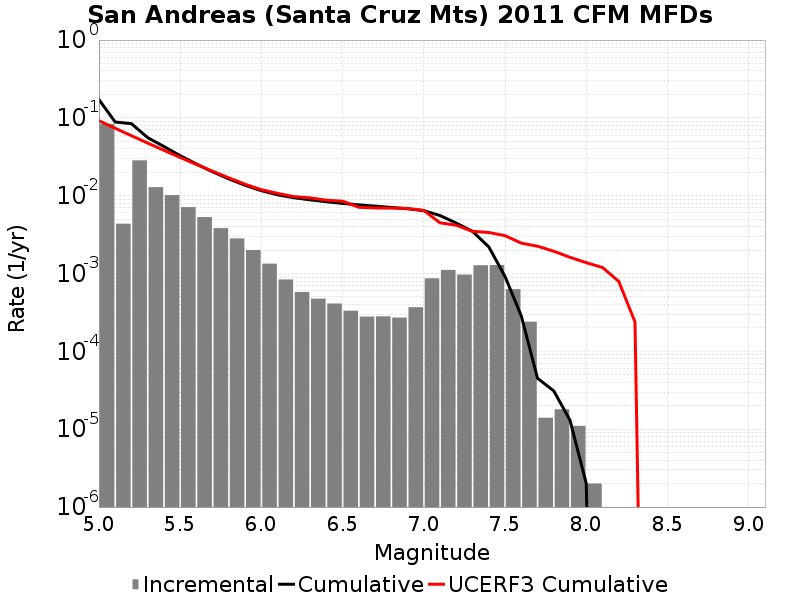 San Andreas (Santa Cruz Mts) 2011 CFM MFDs
10^0
10^-1
10^-2
10^-3
10^-4
10^-5
10^-6
Rate (1/yr)
5.0 5.5 6.0 6.5 7.0 7.5 8.0 8.5 9.0
Magnitude
Incremental Cumulative UCERF3 Cumulative